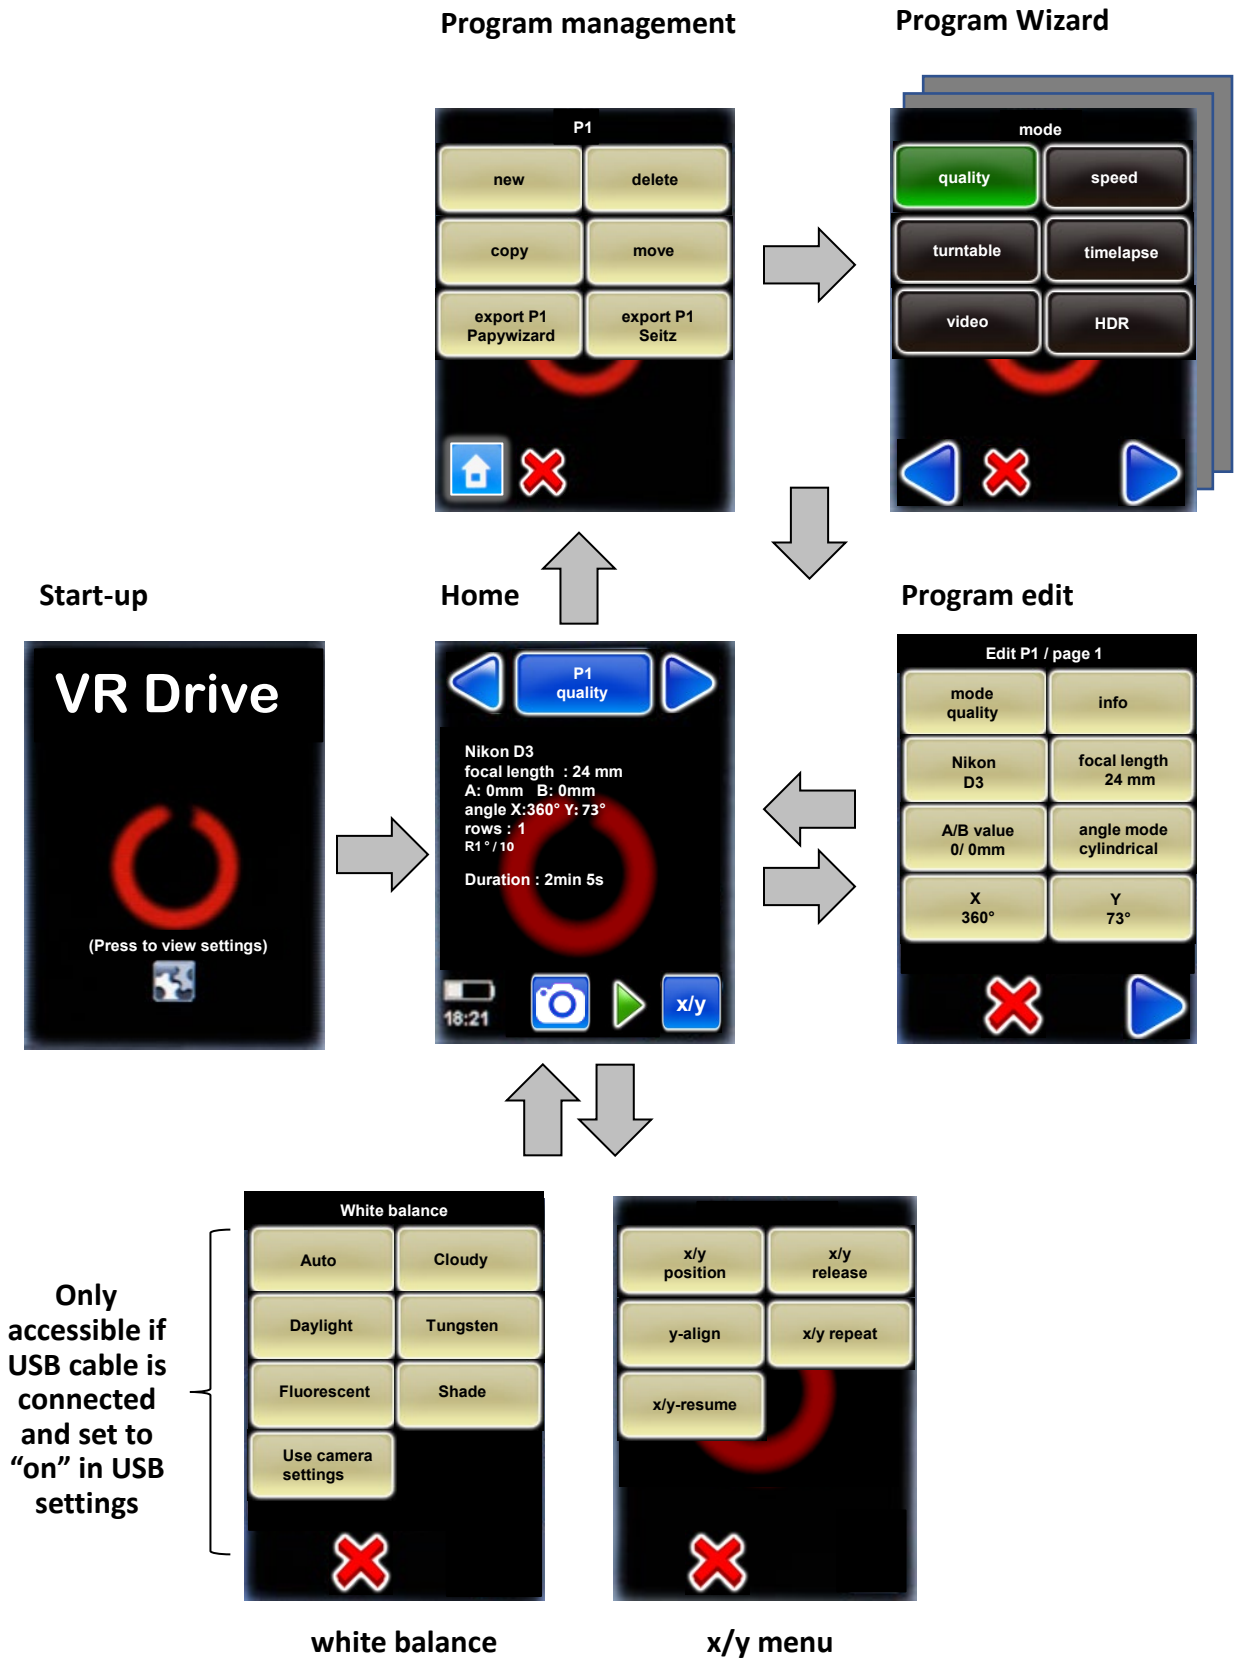 Program management
Program Wizard
P1
new
delete
copy
move
export P1
Papywizard
export P1
Seitz
mode
quality
speed
turntable
timelapse
video
HDR
Start-up
Home
Program edit
VR Drive
(Press to view settings)
P1
quality
Nikon D3
focal length : 24 mm
A: 0mm B: 0mm
angle X:360° Y: 73°
rows : 1
R1 ° / 10
Duration : 2min 5s
18:21
x/y
Edit P1 / page 1
mode
quality
info
Nikon
D3
focal length
24 mm
A/B value
0/ 0mm
angle mode
cylindrical
X
360°
Y
73°
Only
accessible if
USB cable is
connected
and set to
“on” in USB
settings
White balance
Auto
Cloudy
Daylight
Tungsten
Fluorescent
Shade
Use camera
settings
x/y
position
x/y
release
y-align
x/y repeat
x/y-resume
white balance
x/y menu